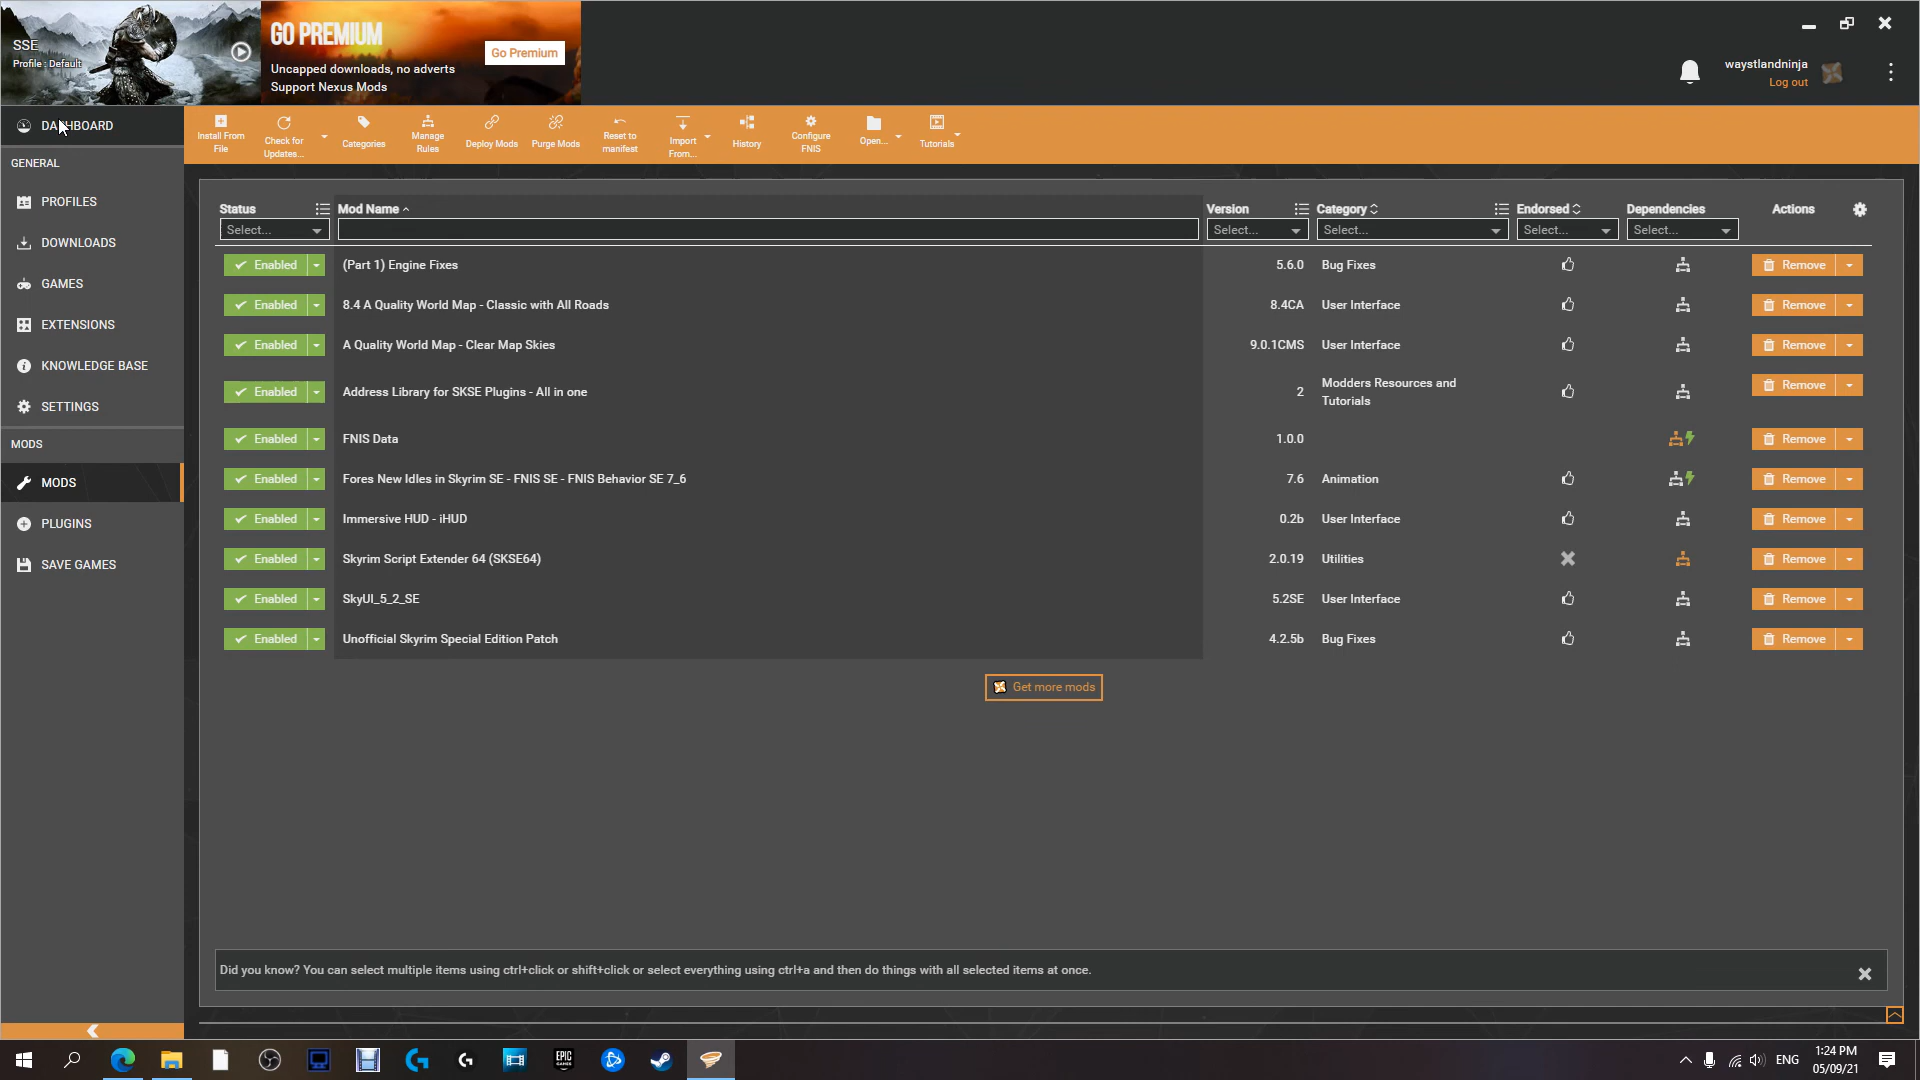 SSE
Profile : Default
GO PREMIUM
Uncapped downloads, no adverts
Support Nexus Mods
Go Premium
waystlandninja
Log out
DASHBOARD
GENERAL
PROFILES
DOWNLOADS
GAMES
EXTENSIONS
KNOWLEDGE BASE
SETTINGS
MODS
MODS
PLUGINS
SAVE GAMES
Install From File
Check for Updates...
Categories
Manage Rules
Deploy Mods
Purge Mods
Reset to manifest
Import From...
History
Configure FNIS
Open...
Tutorials
Status Mod Name Version Category Endorsed Dependencies Actions
Select... Select... Select... Select... Select...
Enabled (Part 1) Engine Fixes 5.6.0 Bug Fixes Remove
Enabled 8.4 A Quality World Map - Classic with All Roads 8.4CA User Interface Remove
Enabled A Quality World Map - Clear Map Skies 9.0.1CMS User Interface Remove
Enabled Address Library for SKSE Plugins - All in one 2 Modders Resources and Tutorials Remove
Enabled FNIS Data 1.0.0 Remove
Enabled Fores New Idles in Skyrim SE - FNIS SE - FNIS Behavior SE 7_6 7.6 Animation Remove
Enabled Immersive HUD - iHUD 0.2b User Interface Remove
Enabled Skyrim Script Extender 64 (SKSE64) 2.0.19 Utilities Remove
Enabled SkyUI_5_2_SE 5.2SE User Interface Remove
Enabled Unofficial Skyrim Special Edition Patch 4.2.5b Bug Fixes Remove
Get more mods
Did you know? You can select multiple items using ctrl+click or shift+click or select everything using ctrl+a and then do things with all selected items at once.
EPIC GAMES
ENG
1:24 PM
05/09/21